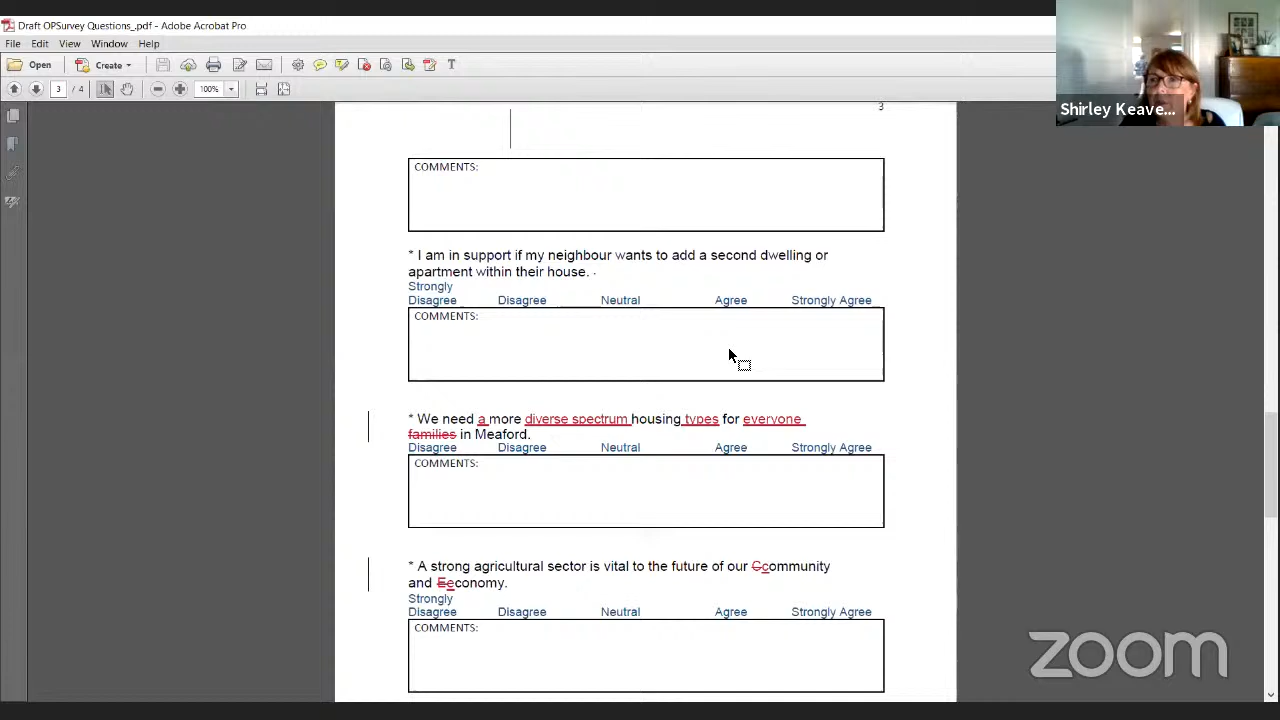 Draft OPSurvey Questions_.pdf - Adobe Acrobat Pro
File Edit View Window Help
Open Create
3 / 4 100%
Shirley Keave...
3
COMMENTS:
* I am in support if my neighbour wants to add a second dwelling or
apartment within their house.
Strongly
Disagree Disagree Neutral Agree Strongly Agree
COMMENTS:
* We need a more diverse spectrum housing types for everyone
families in Meaford.
Disagree Disagree Neutral Agree Strongly Agree
COMMENTS:
* A strong agricultural sector is vital to the future of our Ccommunity
and Eeconomy.
Strongly
Disagree Disagree Neutral Agree Strongly Agree
COMMENTS:
zoom